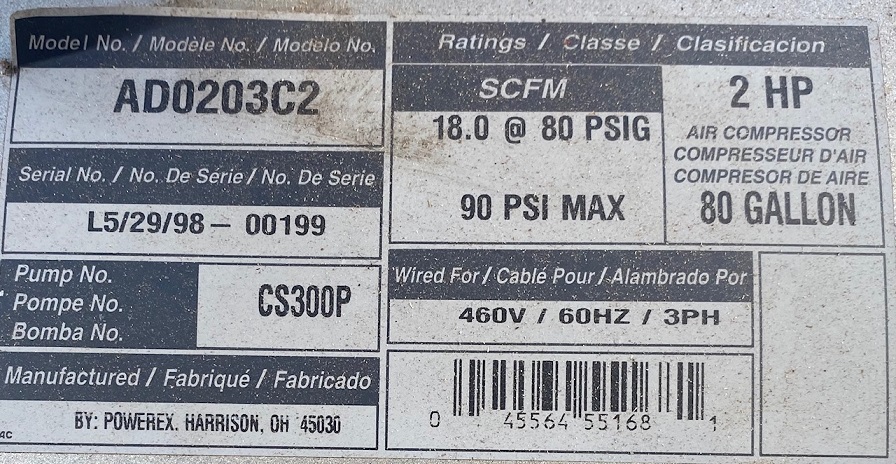 Model No. / Modèle No. / Modelo No.
AD0203C2
Serial No. / No. De Série / No. De Serie
L5/29/98 – 00199
Pump No.
Pompe No.
Bomba No.
CS300P
Manufactured / Fabriqué / Fabricado
BY: POWEREX. HARRISON, OH 45030
AC
Ratings / Classe / Clasificacion
SCFM
18.0 @ 80 PSIG
90 PSI MAX
2 HP
AIR COMPRESSOR
COMPRESSEUR D'AIR
COMPRESOR DE AIRE
80 GALLON
Wired For / Cablé Pour / Alambrado Por
460V / 60HZ / 3PH
0 45564 55168 1